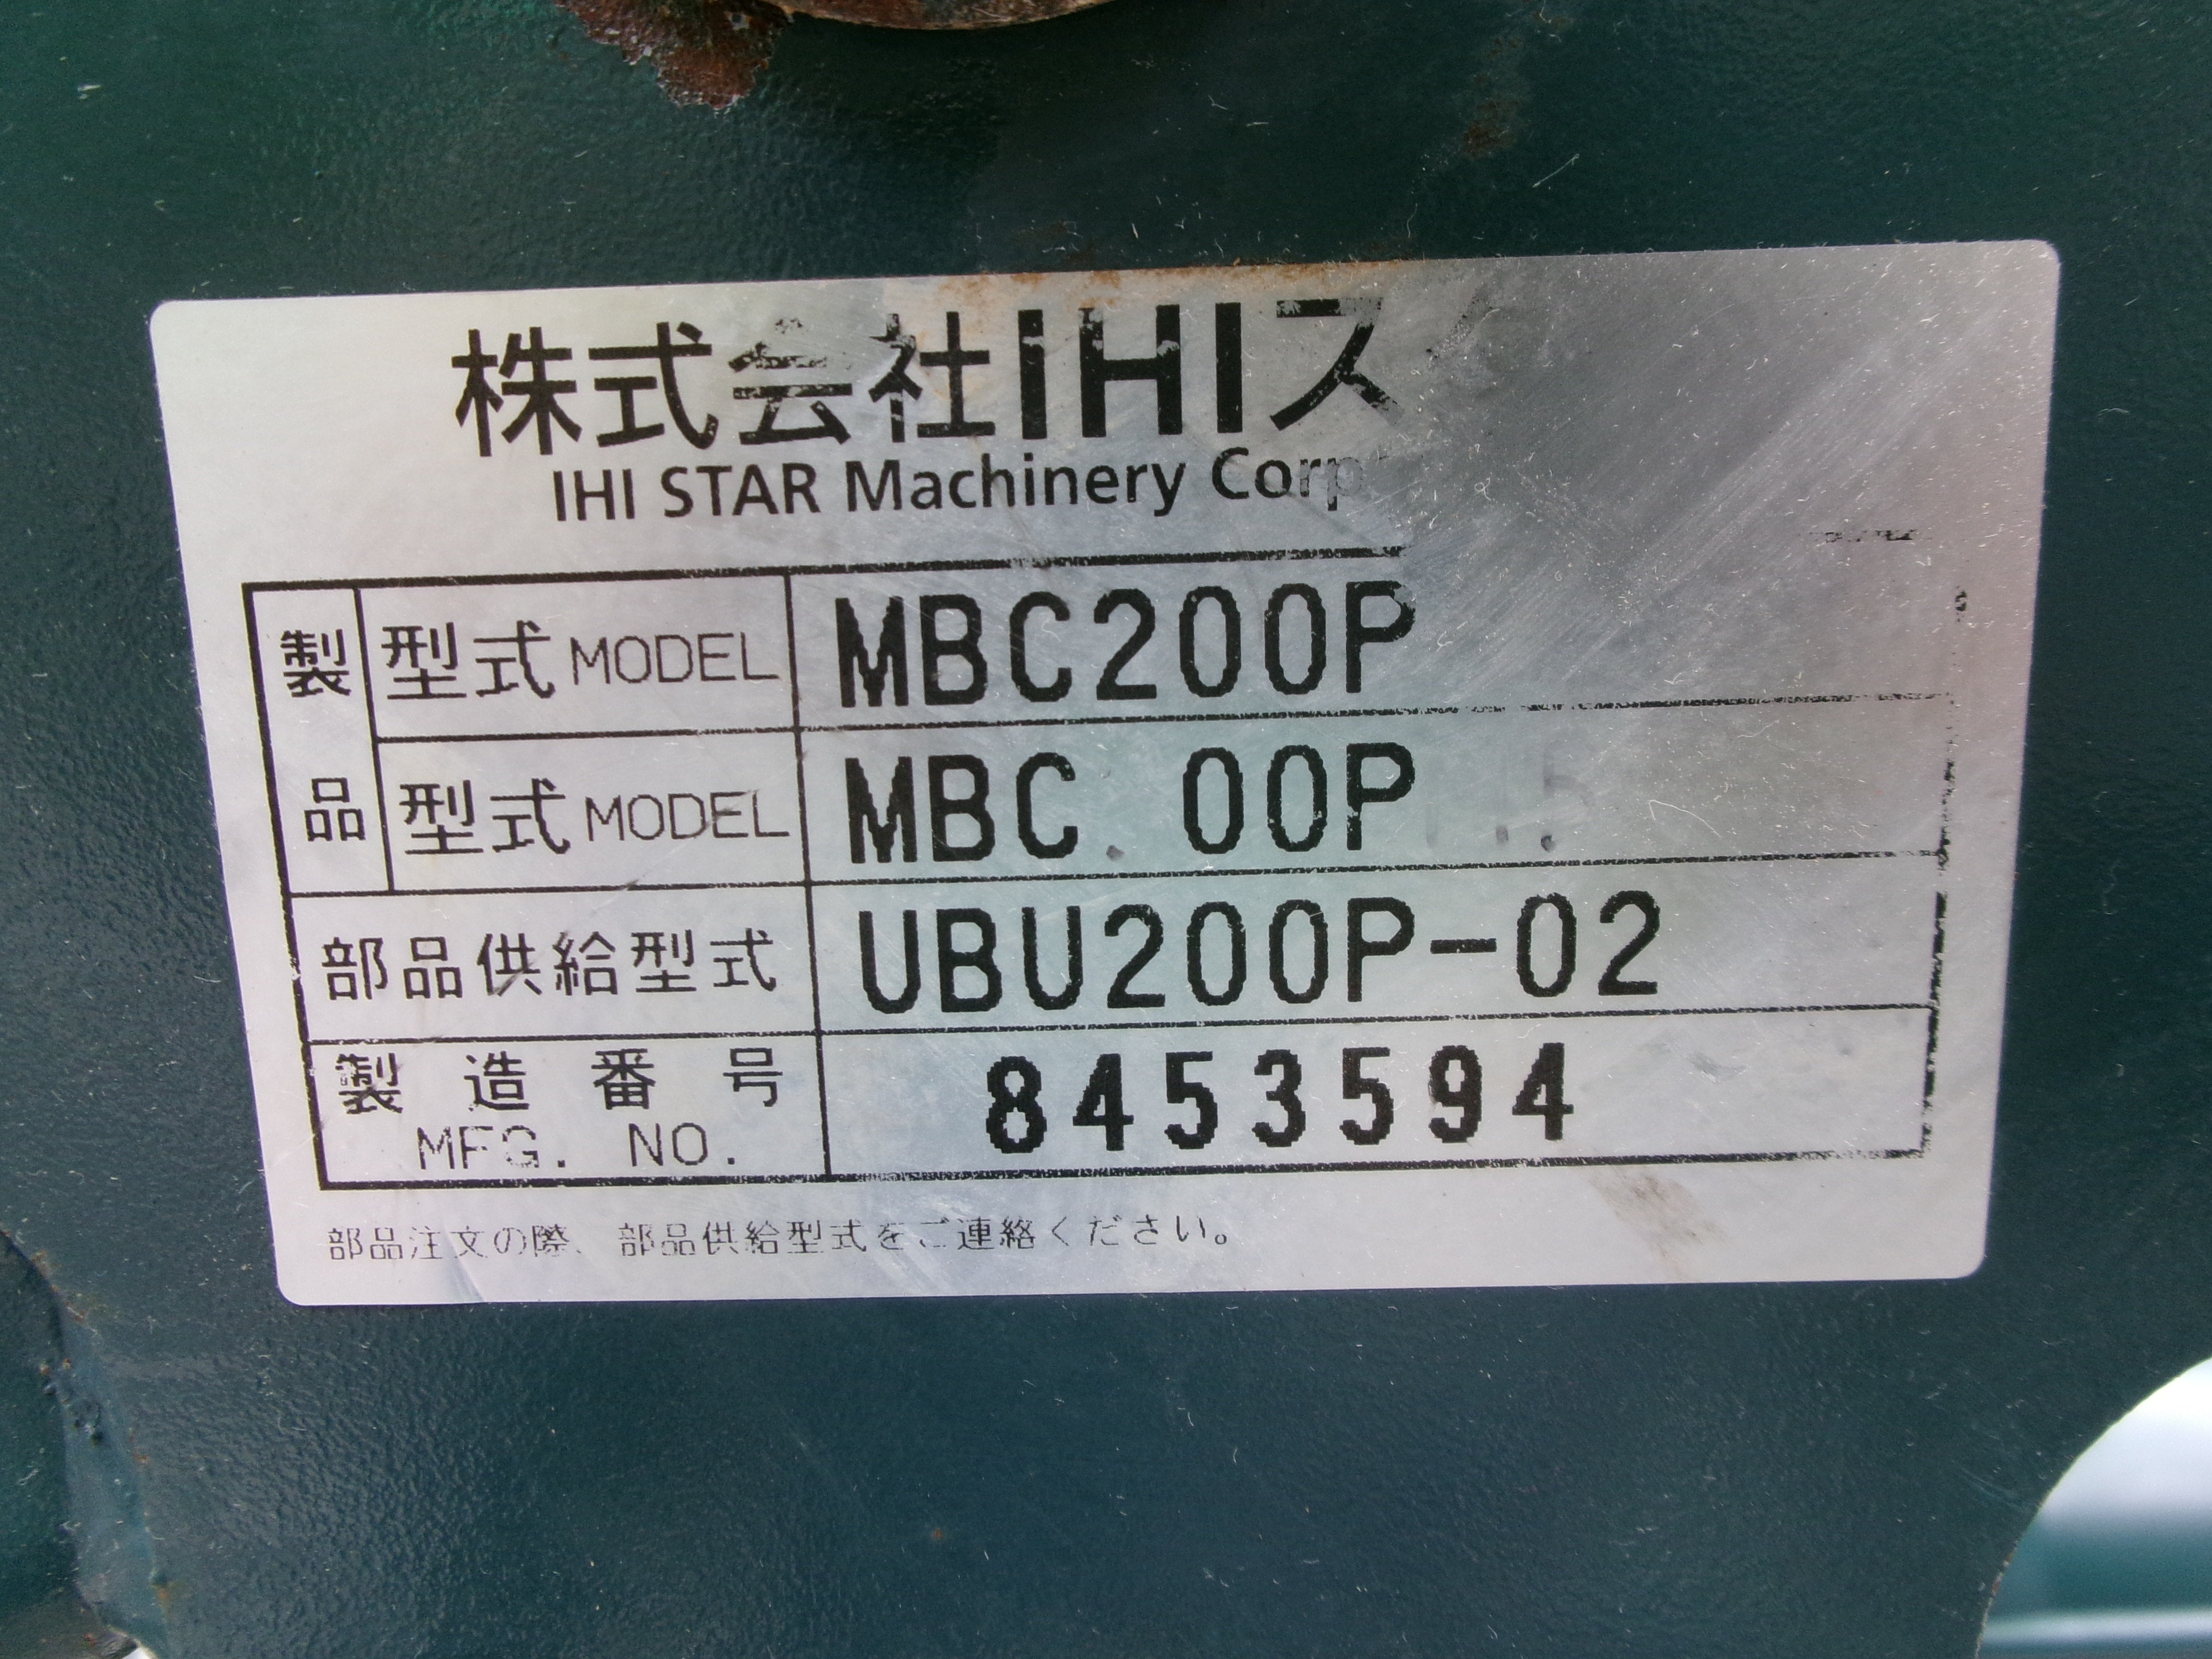 株式会社IHIス
IHI STAR Machinery Corp
製品 型式 MODEL MBC200P
型式 MODEL MBC 00P
部品供給型式 UBU200P-02
製造番号 8453594
MFG. NO.
部品注文の際、部品供給型式をご連絡ください。